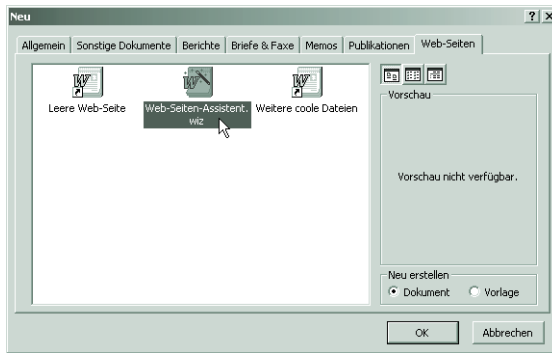 Neu
Allgemein Sonstige Dokumente Berichte Briefe & Faxe Memos Publikationen Web-Seiten
Leere Web-Seite Web-Seiten-Assistent. Weitere coole Dateien
wiz
Vorschau
Vorschau nicht verfügbar.
Neu erstellen
Dokument Vorlage
OK Abbrechen